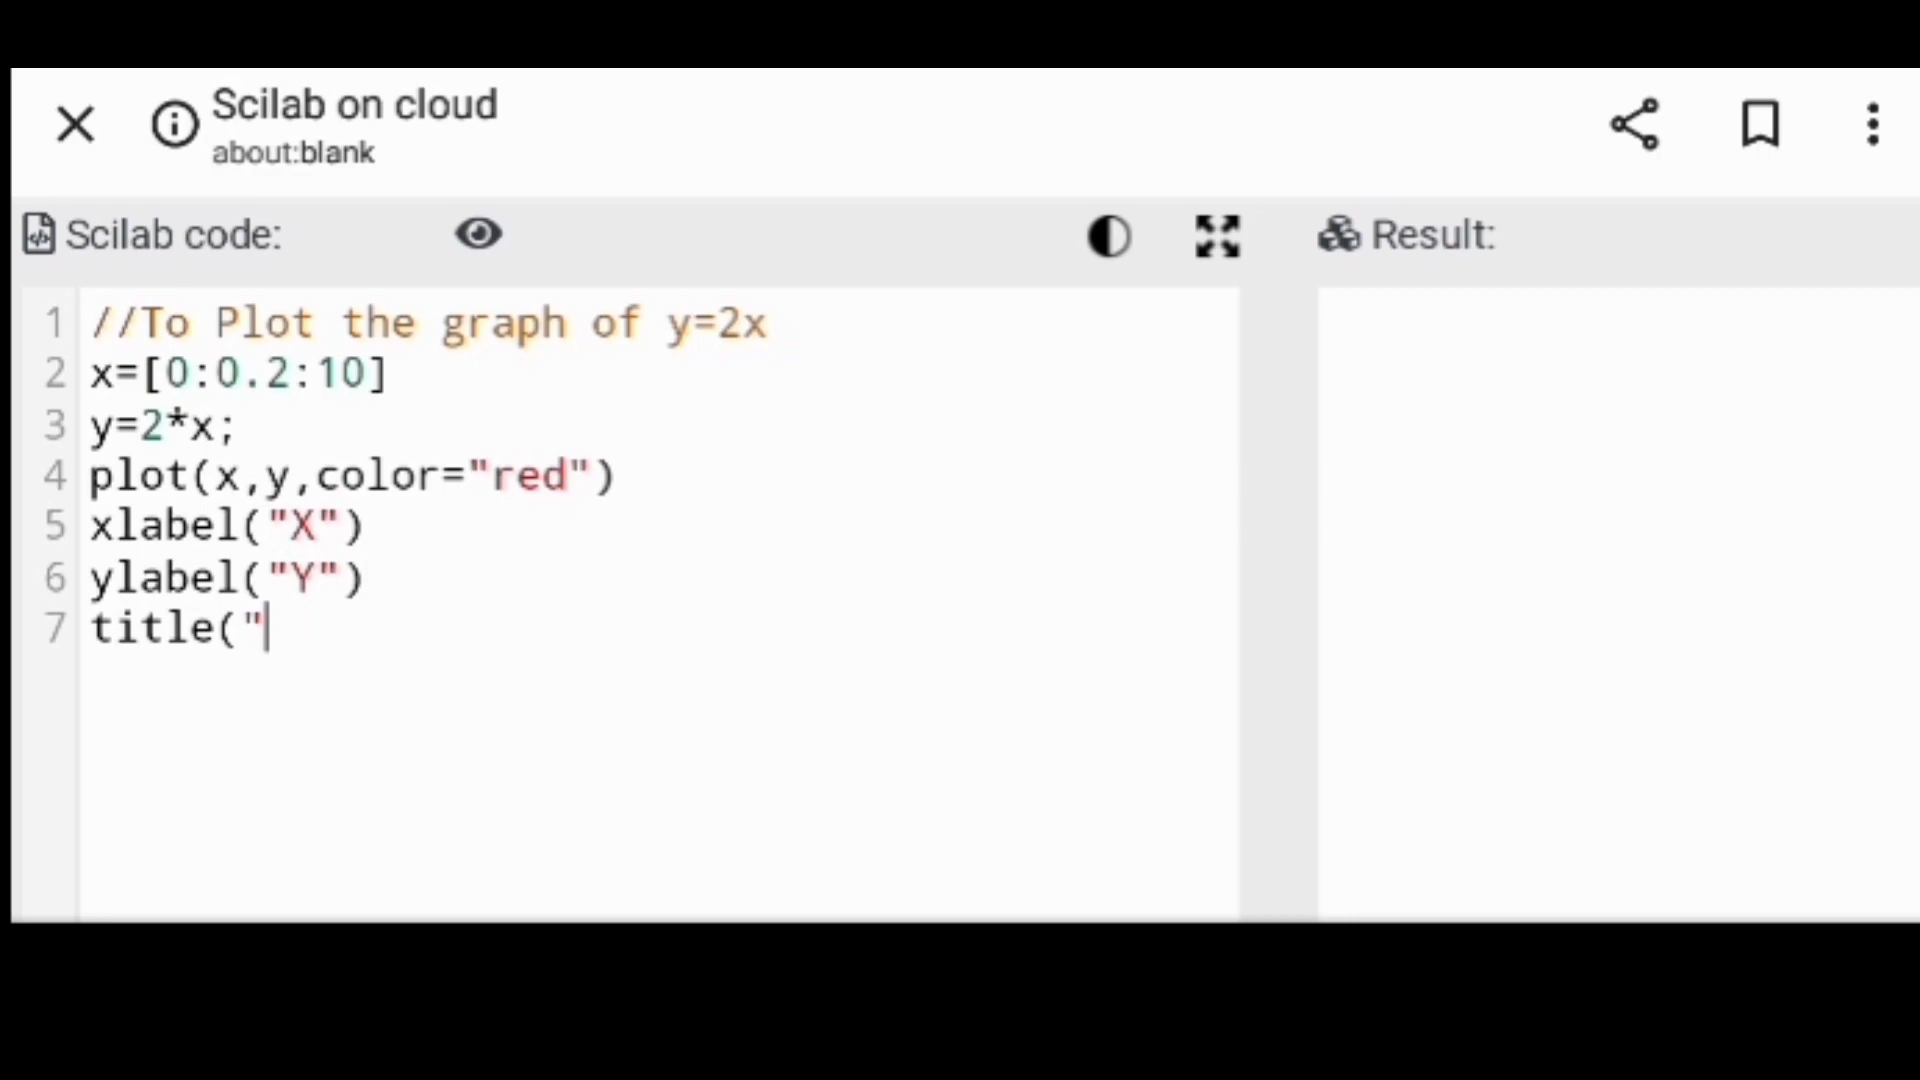 Scilab on cloud
about:blank
Scilab code:
Result:
1 //To Plot the graph of y=2x
2 x=[0:0.2:10]
3 y=2*x;
4 plot(x,y,color="red")
5 xlabel("X")
6 ylabel("Y")
7 title("